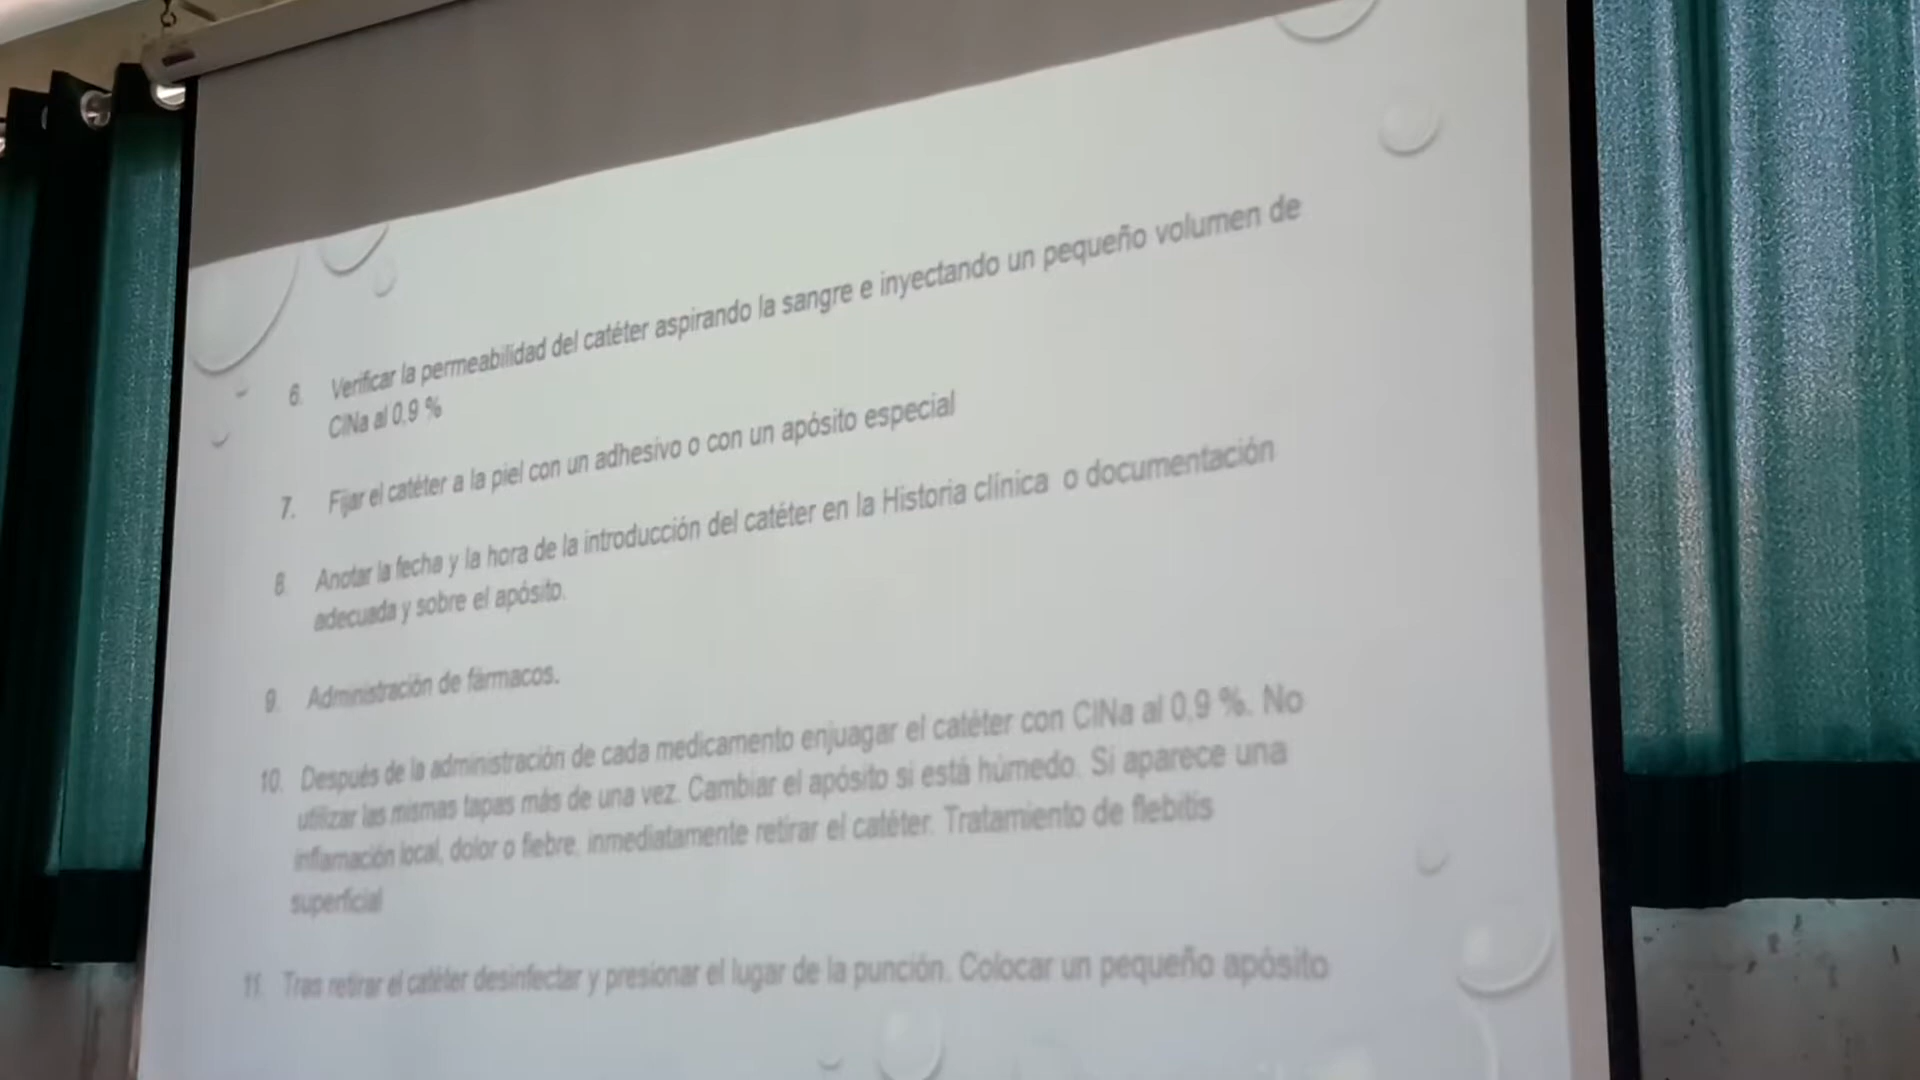 6. Verificar la permeabilidad del catéter aspirando la sangre e inyectando un pequeño volumen de
ClNa al 0,9 %
7. Fijar el catéter a la piel con un adhesivo o con un apósito especial
8. Anotar la fecha y la hora de la introducción del catéter en la Historia clínica o documentación
adecuada y sobre el apósito.
9. Administración de fármacos.
10. Después de la administración de cada medicamento enjuagar el catéter con ClNa al 0,9 %. No
utilizar las mismas tapas más de una vez. Cambiar el apósito si está húmedo. Si aparece una
inflamación local, dolor o fiebre, inmediatamente retirar el catéter. Tratamiento de flebitis
superficial
11. Tras retirar el catéter desinfectar y presionar el lugar de la punción. Colocar un pequeño apósito